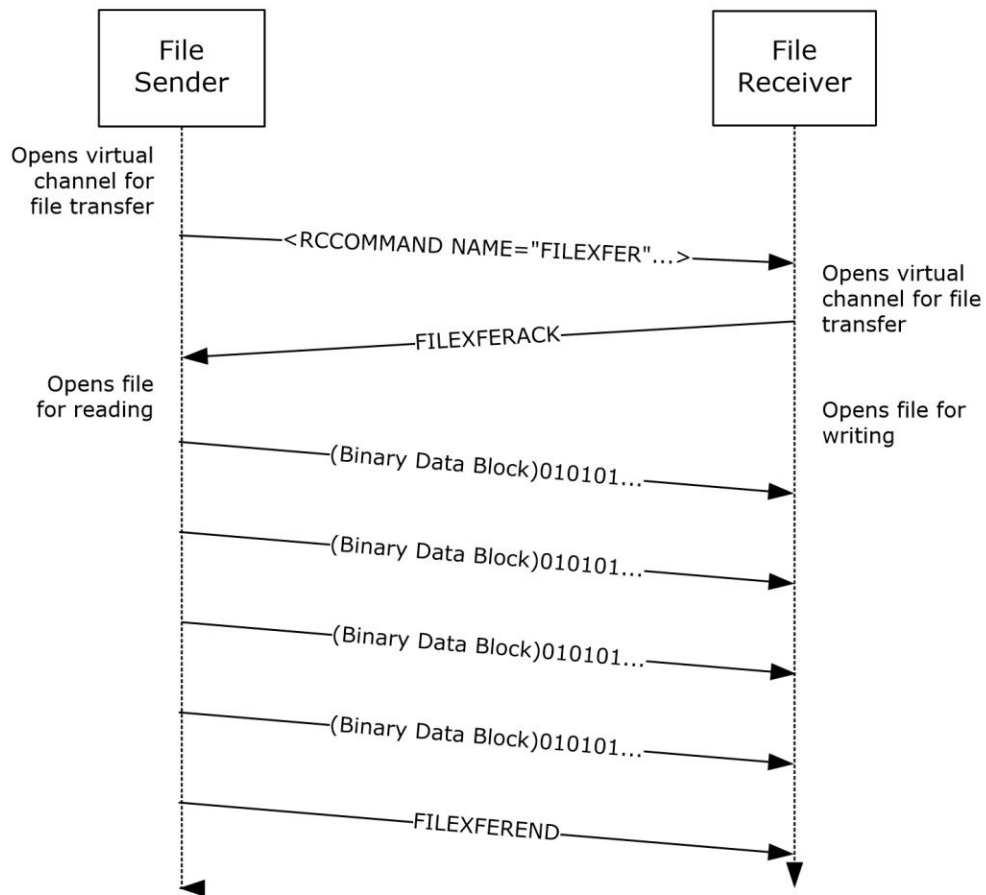 File
Sender
File
Receiver
Opens virtual
channel for
file transfer
<RCCOMMAND NAME="FILEXFER"...>
Opens virtual
channel for file
transfer
FILEXFERACK
Opens file
for reading
Opens file for
writing
(Binary Data Block)010101...
(Binary Data Block)010101...
(Binary Data Block)010101...
(Binary Data Block)010101...
FILEXFEREND